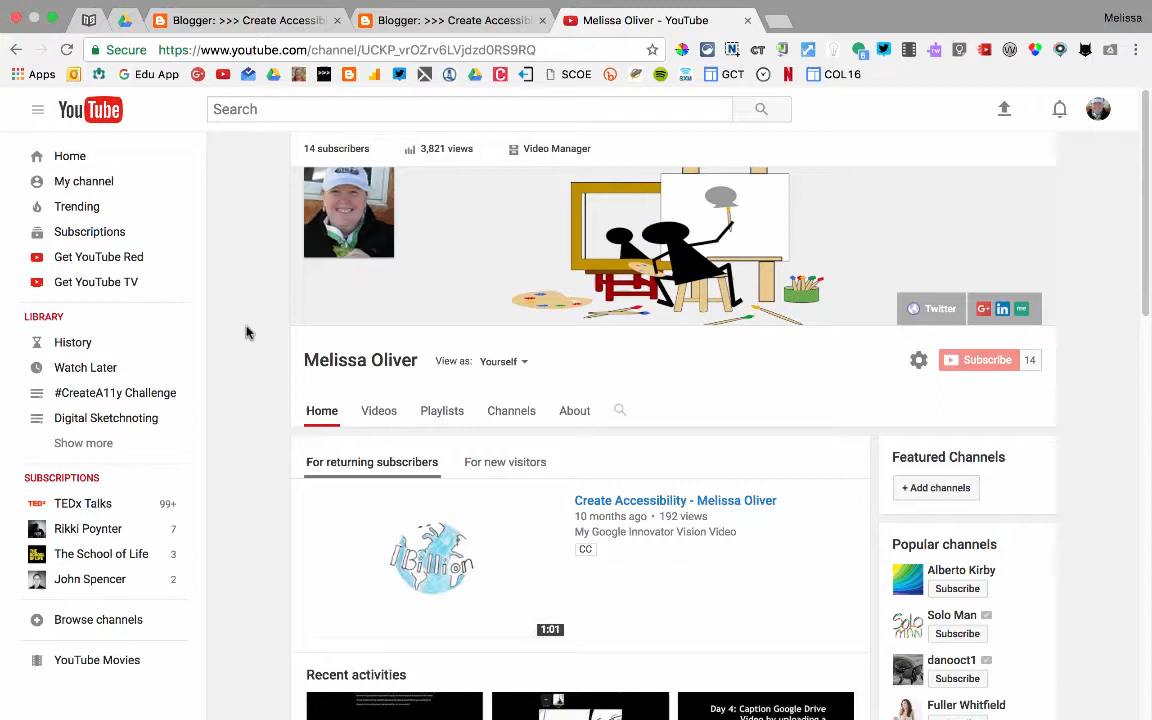 Blogger: >>> Create Accessibi
Blogger: >>> Create Accessib
Melissa Oliver - YouTube
Melissa
Secure
https://www.youtube.com/channel/UCKP_vrOZrv6LVjdzd0RS9RQ
Apps
Edu App
SCOE
GCT
COL16
YouTube
Search
14 subscribers
3,821 views
Video Manager
Home
My channel
Trending
Subscriptions
Get YouTube Red
Get YouTube TV
LIBRARY
History
Watch Later
#CreateA11y Challenge
Digital Sketchnoting
Show more
SUBSCRIPTIONS
TEDx Talks 99+
Rikki Poynter 7
The School of Life 3
John Spencer 2
Browse channels
YouTube Movies
Twitter
Melissa Oliver
View as: Yourself
Subscribe 14
Home Videos Playlists Channels About
For returning subscribers
For new visitors
1 Billion
1:01
Create Accessibility - Melissa Oliver
10 months ago • 192 views
My Google Innovator Vision Video
CC
Recent activities
Day 4: Caption Google Drive
Video by uploading a
Featured Channels
+ Add channels
Popular channels
Alberto Kirby
Subscribe
Solo Man
Subscribe
danooct1
Subscribe
Fuller Whitfield